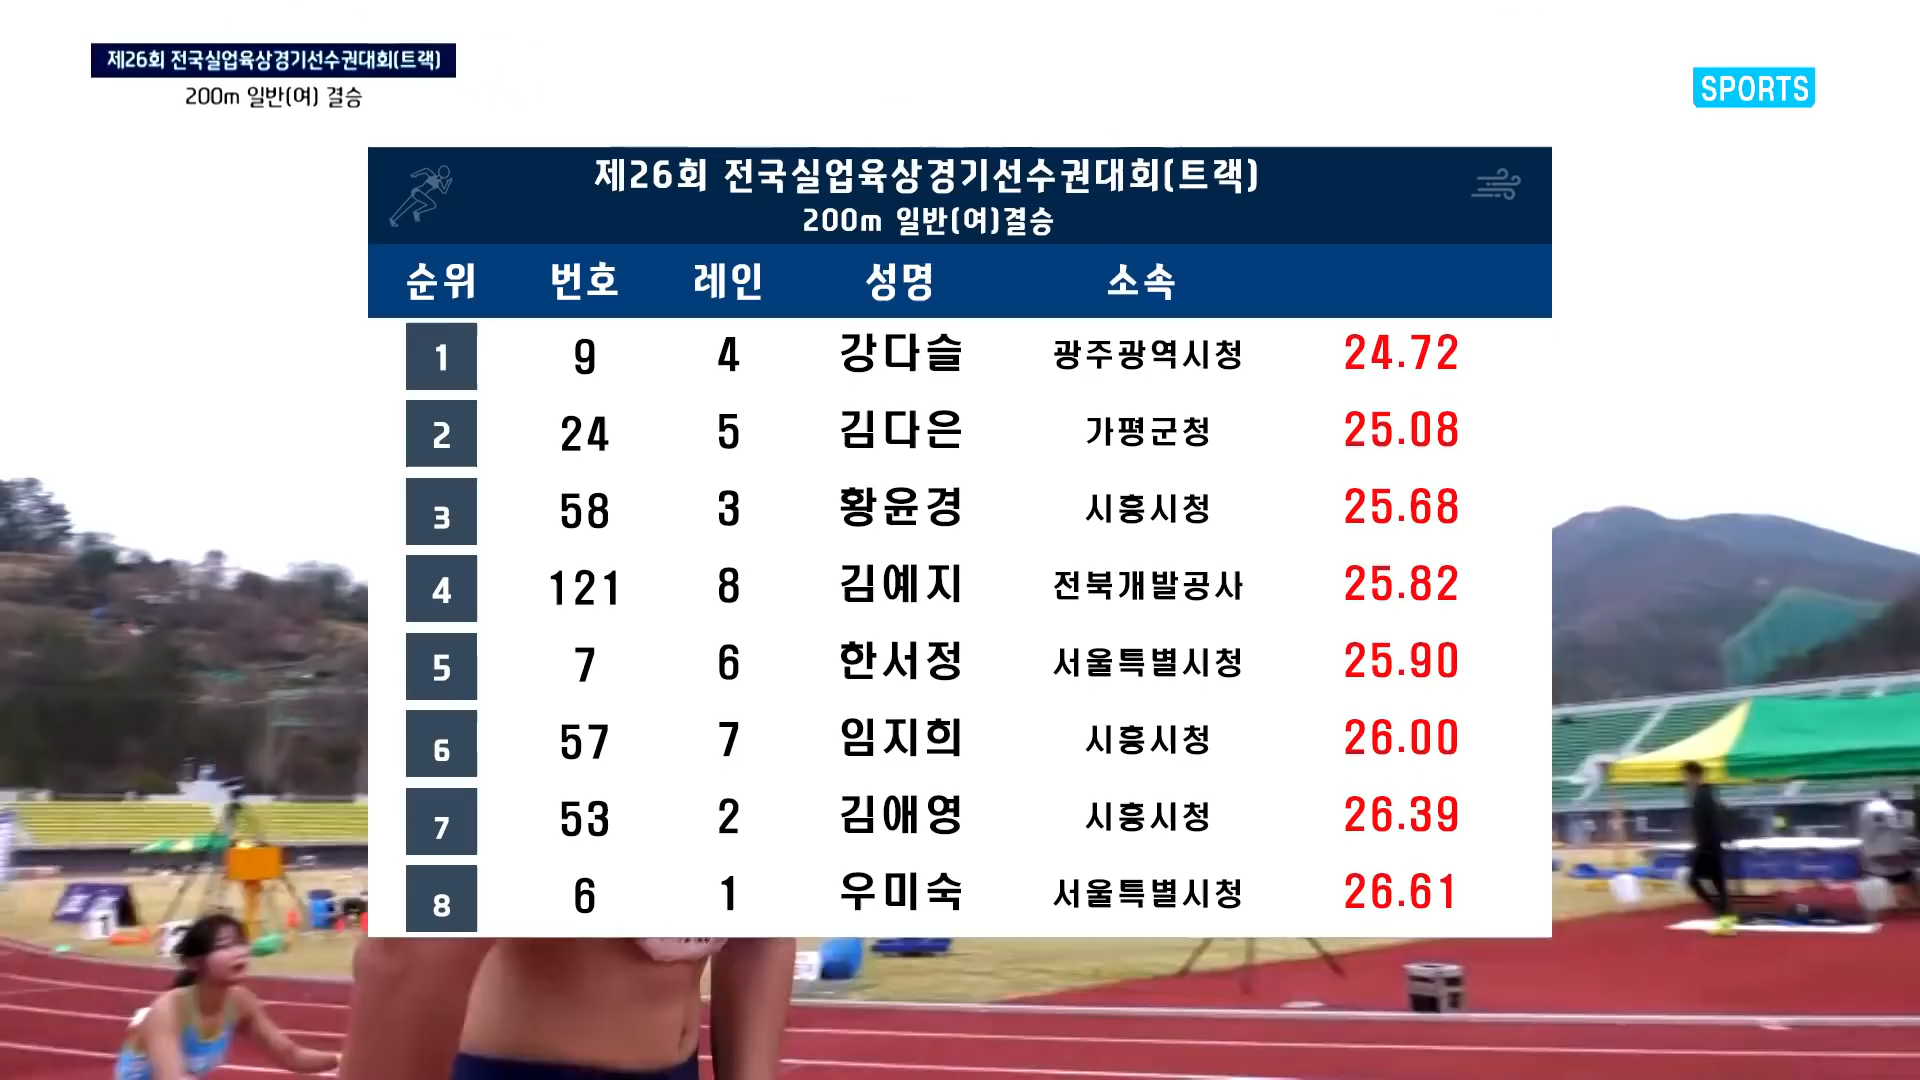 제26회 전국실업육상경기선수권대회(트랙)
200m 일반(여) 결승
SPORTS
제26회 전국실업육상경기선수권대회(트랙)
200m 일반(여)결승
순위 번호 레인 성명 소속
1 9 4 강다슬 광주광역시청 24.72
2 24 5 김다은 가평군청 25.08
3 58 3 황윤경 시흥시청 25.68
4 121 8 김예지 전북개발공사 25.82
5 7 6 한서정 서울특별시청 25.90
6 57 7 임지희 시흥시청 26.00
7 53 2 김애영 시흥시청 26.39
8 6 1 우미숙 서울특별시청 26.61